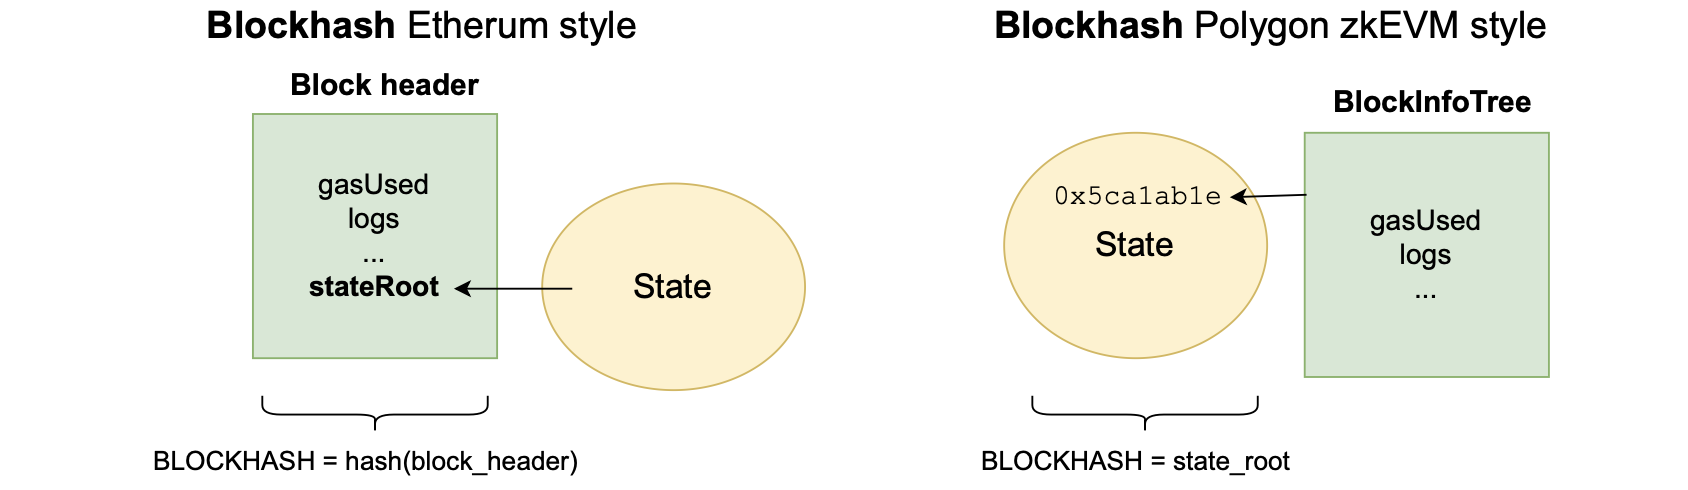 Blockhash Etherum style
Block header
gasUsed
logs
...
stateRoot
State
BLOCKHASH = hash(block_header)
Blockhash Polygon zkEVM style
BlockInfoTree
0x5ca1ab1e
State
gasUsed
logs
...
BLOCKHASH = state_root